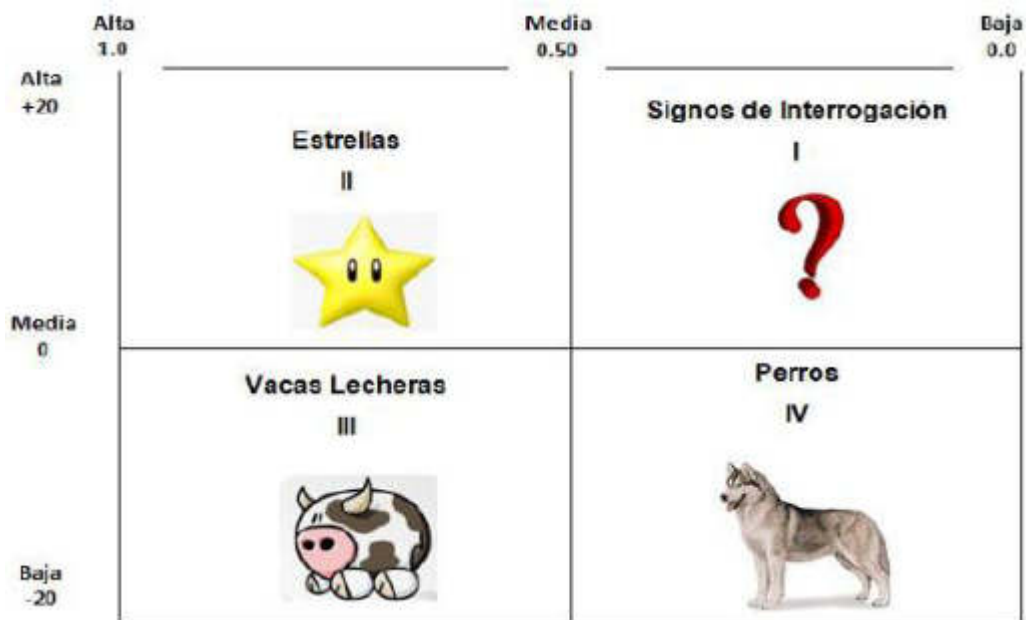 Alta
1.0
Media
0.50
Baja
0.0
Alta
+20
Estrellas
II
Signos de Interrogación
I
Media
0
Vacas Lecheras
III
Perros
IV
Baja
-20